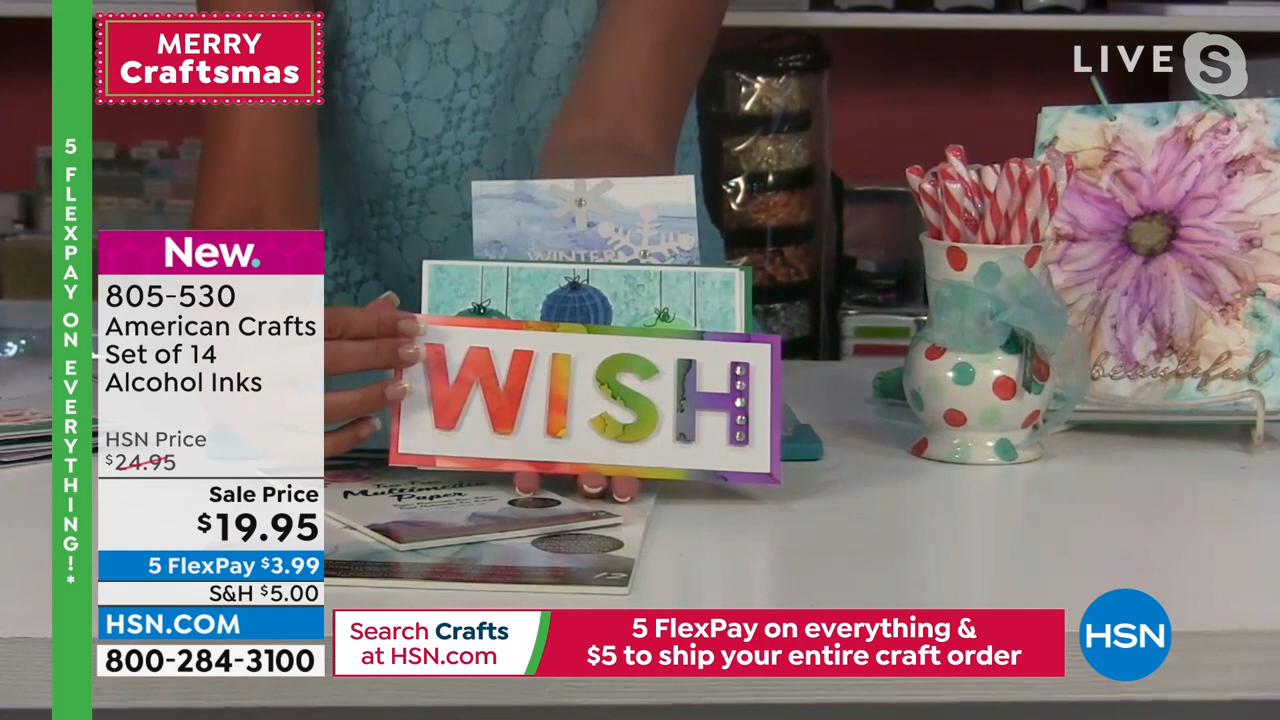 MERRY
Craftsmas
LIVE S
5 FLEXPAY ON EVERYTHING!*
New.
805-530
American Crafts
Set of 14
Alcohol Inks
HSN Price
$24.95
Sale Price
$19.95
5 FlexPay $3.99
S&H $5.00
HSN.COM
800-284-3100
WINTER
WISH
beautiful
Multimedia
Paper
12
Search Crafts
at HSN.com
5 FlexPay on everything &
$5 to ship your entire craft order
HSN